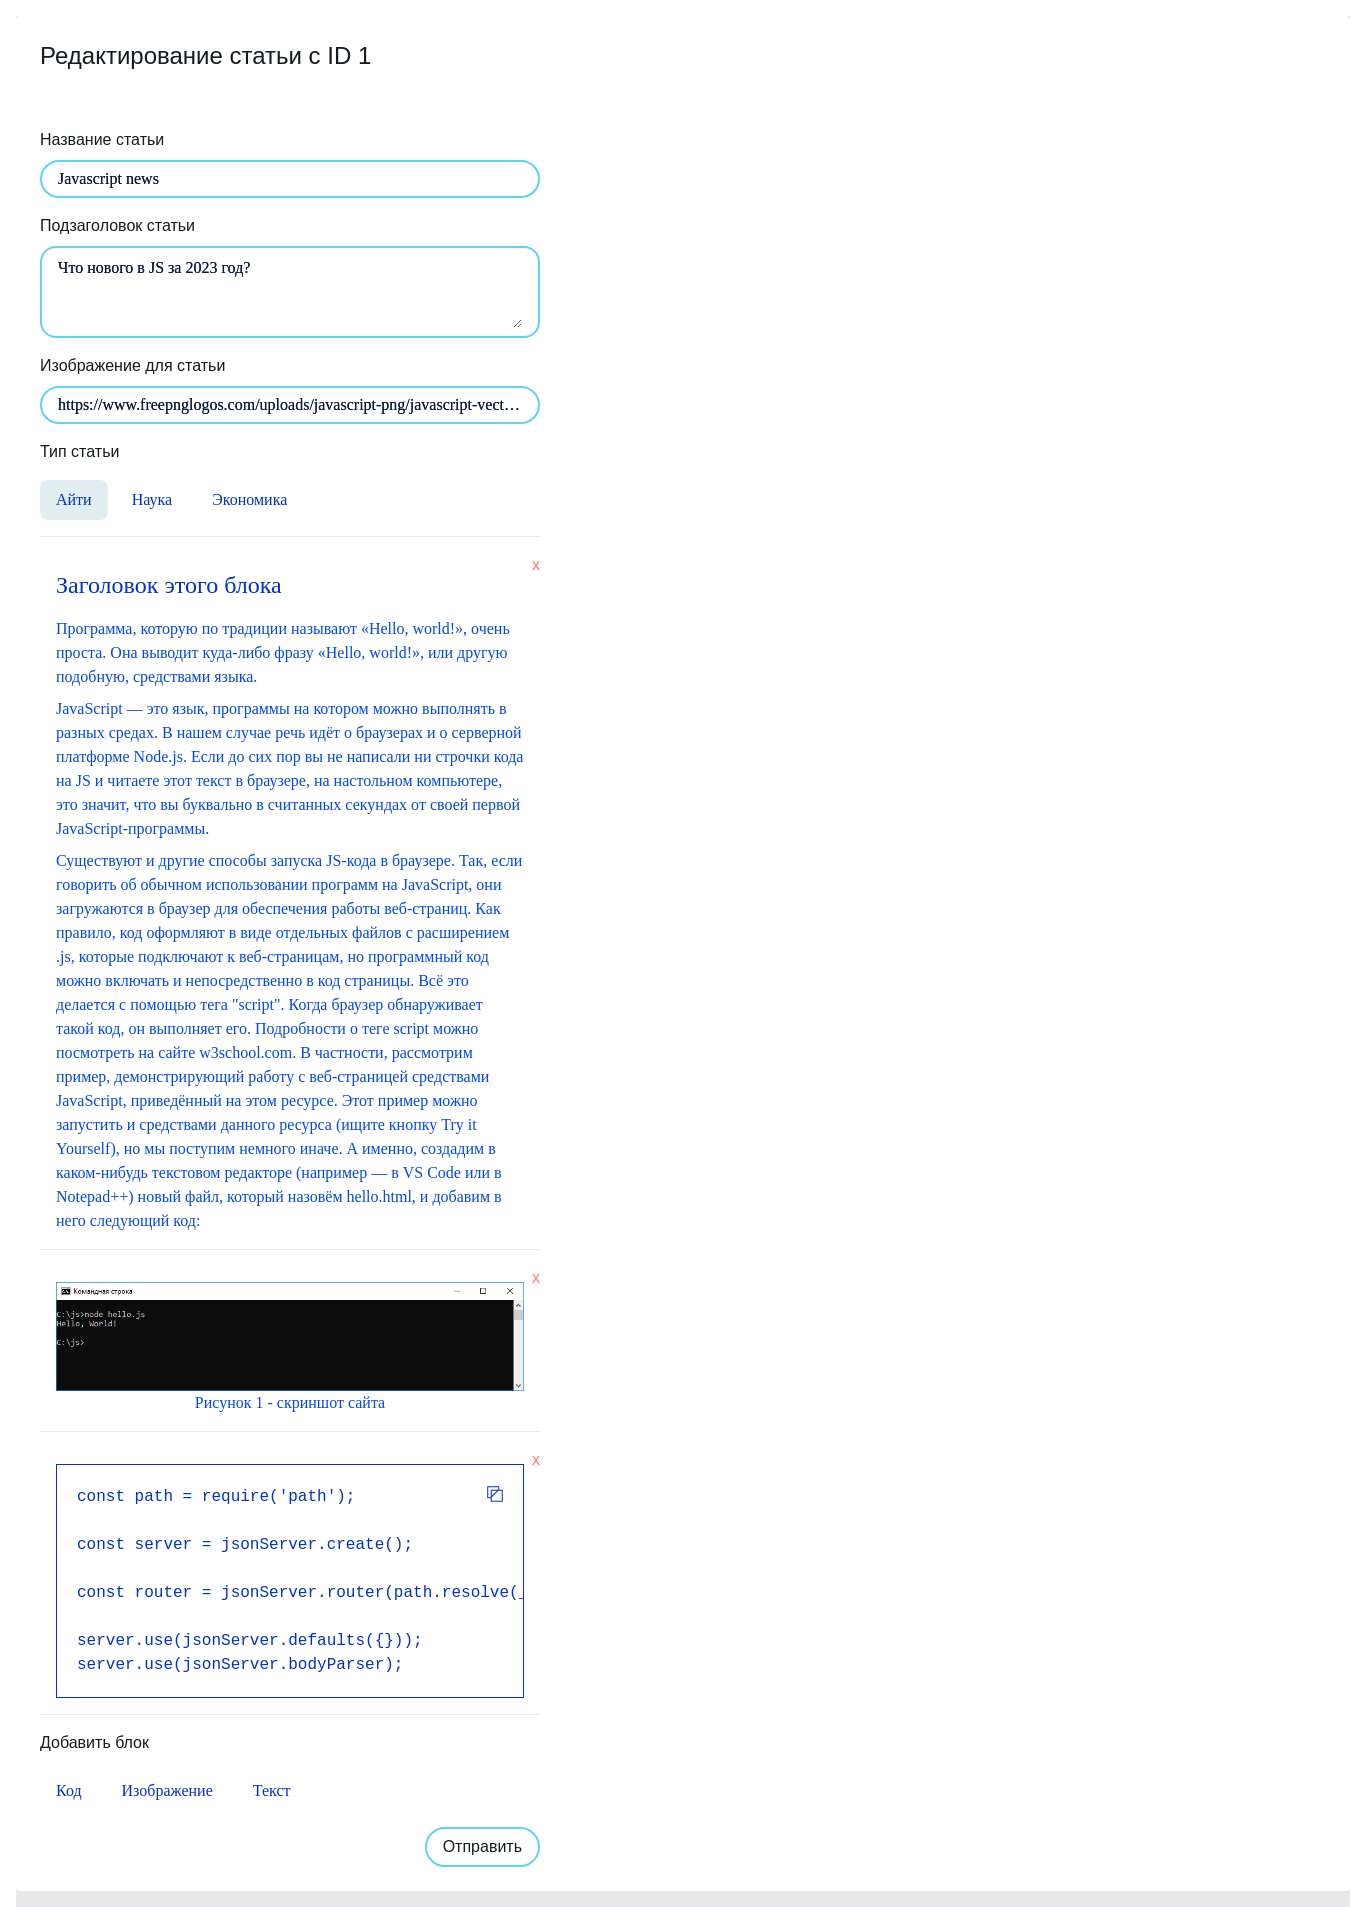 Редактирование статьи с ID 1
Название статьи
Javascript news
Подзаголовок статьи
Что нового в JS за 2023 год?
Изображение для статьи
https://www.freepnglogos.com/uploads/javascript-png/javascript-vect…
Тип статьи
Айти Наука Экономика
X
Заголовок этого блока
Программа, которую по традиции называют «Hello, world!», очень
проста. Она выводит куда-либо фразу «Hello, world!», или другую
подобную, средствами языка.
JavaScript — это язык, программы на котором можно выполнять в
разных средах. В нашем случае речь идёт о браузерах и о серверной
платформе Node.js. Если до сих пор вы не написали ни строчки кода
на JS и читаете этот текст в браузере, на настольном компьютере,
это значит, что вы буквально в считанных секундах от своей первой
JavaScript-программы.
Существуют и другие способы запуска JS-кода в браузере. Так, если
говорить об обычном использовании программ на JavaScript, они
загружаются в браузер для обеспечения работы веб-страниц. Как
правило, код оформляют в виде отдельных файлов с расширением
.js, которые подключают к веб-страницам, но программный код
можно включать и непосредственно в код страницы. Всё это
делается с помощью тега "script". Когда браузер обнаруживает
такой код, он выполняет его. Подробности о теге script можно
посмотреть на сайте w3school.com. В частности, рассмотрим
пример, демонстрирующий работу с веб-страницей средствами
JavaScript, приведённый на этом ресурсе. Этот пример можно
запустить и средствами данного ресурса (ищите кнопку Try it
Yourself), но мы поступим немного иначе. А именно, создадим в
каком-нибудь текстовом редакторе (например — в VS Code или в
Notepad++) новый файл, который назовём hello.html, и добавим в
него следующий код:
X
Командная строка
C:\js>node hello.js
Hello, World!
C:\js>
Рисунок 1 - скриншот сайта
X
const path = require('path');
const server = jsonServer.create();
const router = jsonServer.router(path.resolve(_
server.use(jsonServer.defaults({}));
server.use(jsonServer.bodyParser);
Добавить блок
Код Изображение Текст
Отправить